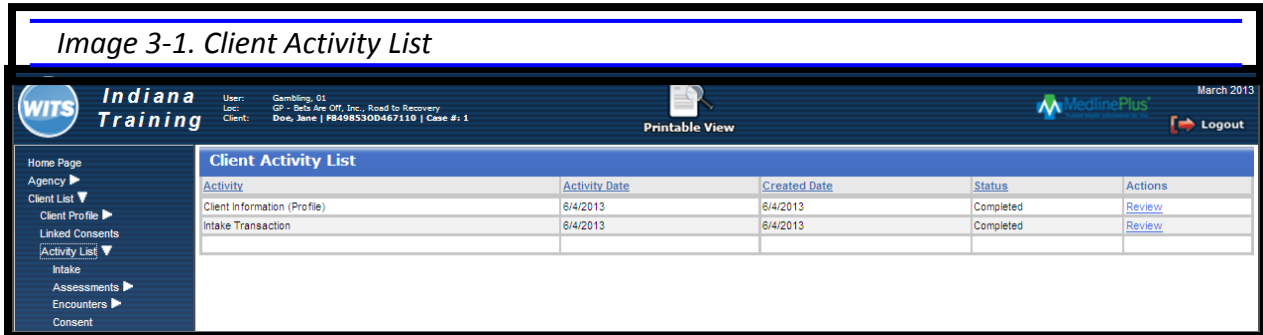 Image 3-1. Client Activity List
WITS
Indiana
Training
User: Gambling, 01
Loc: GP - Bets Are Off, Inc., Road to Recovery
Client: Doe, Jane | F8498530D467110 | Case #: 1
Printable View
MedlinePlus
March 2013
Logout
Home Page
Agency
Client List
Client Profile
Linked Consents
Activity List
Intake
Assessments
Encounters
Consent
Client Activity List
Activity Activity Date Created Date Status Actions
Client Information (Profile) 6/4/2013 6/4/2013 Completed Review
Intake Transaction 6/4/2013 6/4/2013 Completed Review